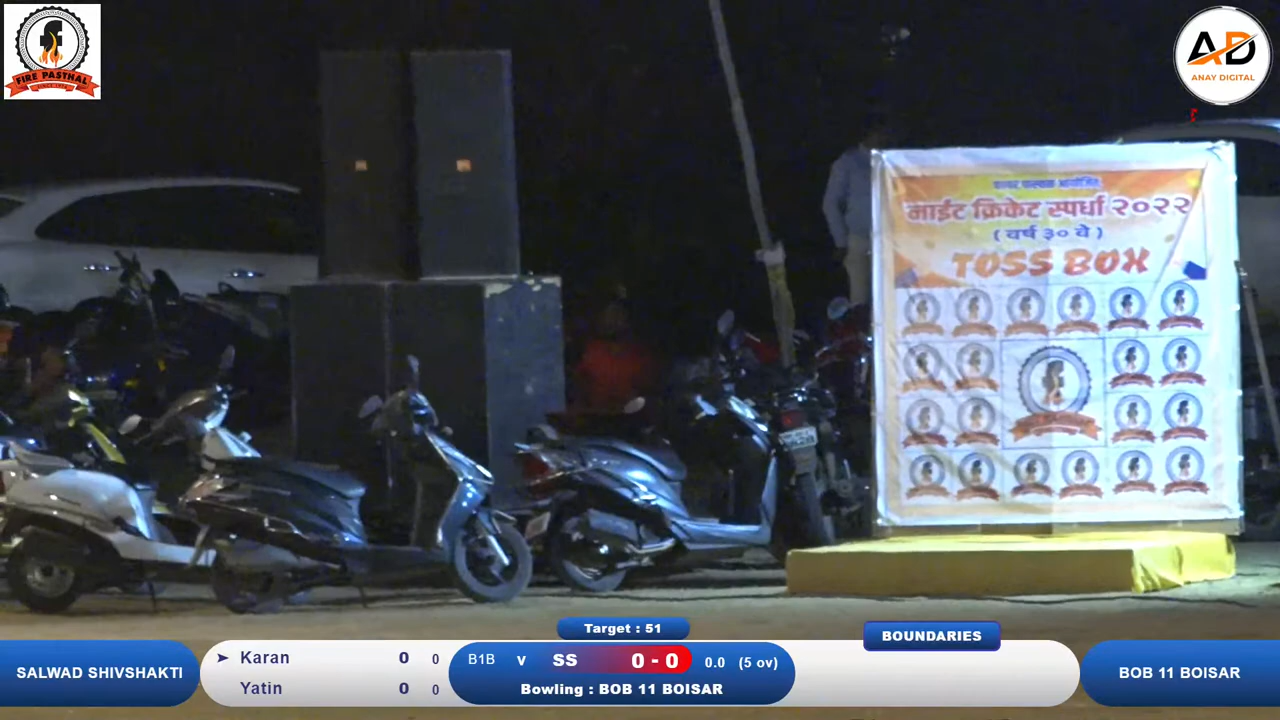 FIRE PASTHAL
AD
ANAY DIGITAL
नाईट क्रिकेट स्पर्धा २०२२
( वर्ष ३० वे )
TOSS BOX
Target : 51
BOUNDARIES
SALWAD SHIVSHAKTI
Karan 0 0
Yatin 0 0
B1B v SS 0 - 0 0.0 (5 ov)
Bowling : BOB 11 BOISAR
BOB 11 BOISAR